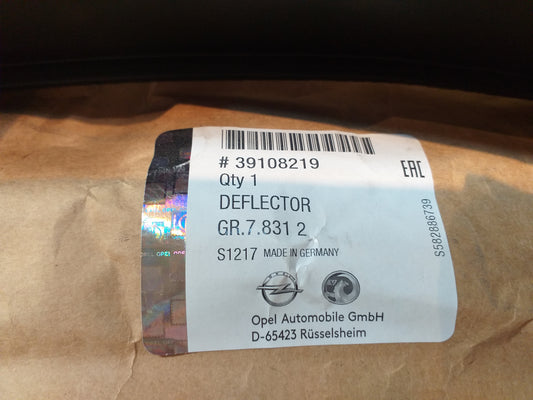 # 39108219
Qty 1
DEFLECTOR
GR.7.831 2
S1217 MADE IN GERMANY
Opel Automobile GmbH
D-65423 Rüsselsheim
EAC
S582886739